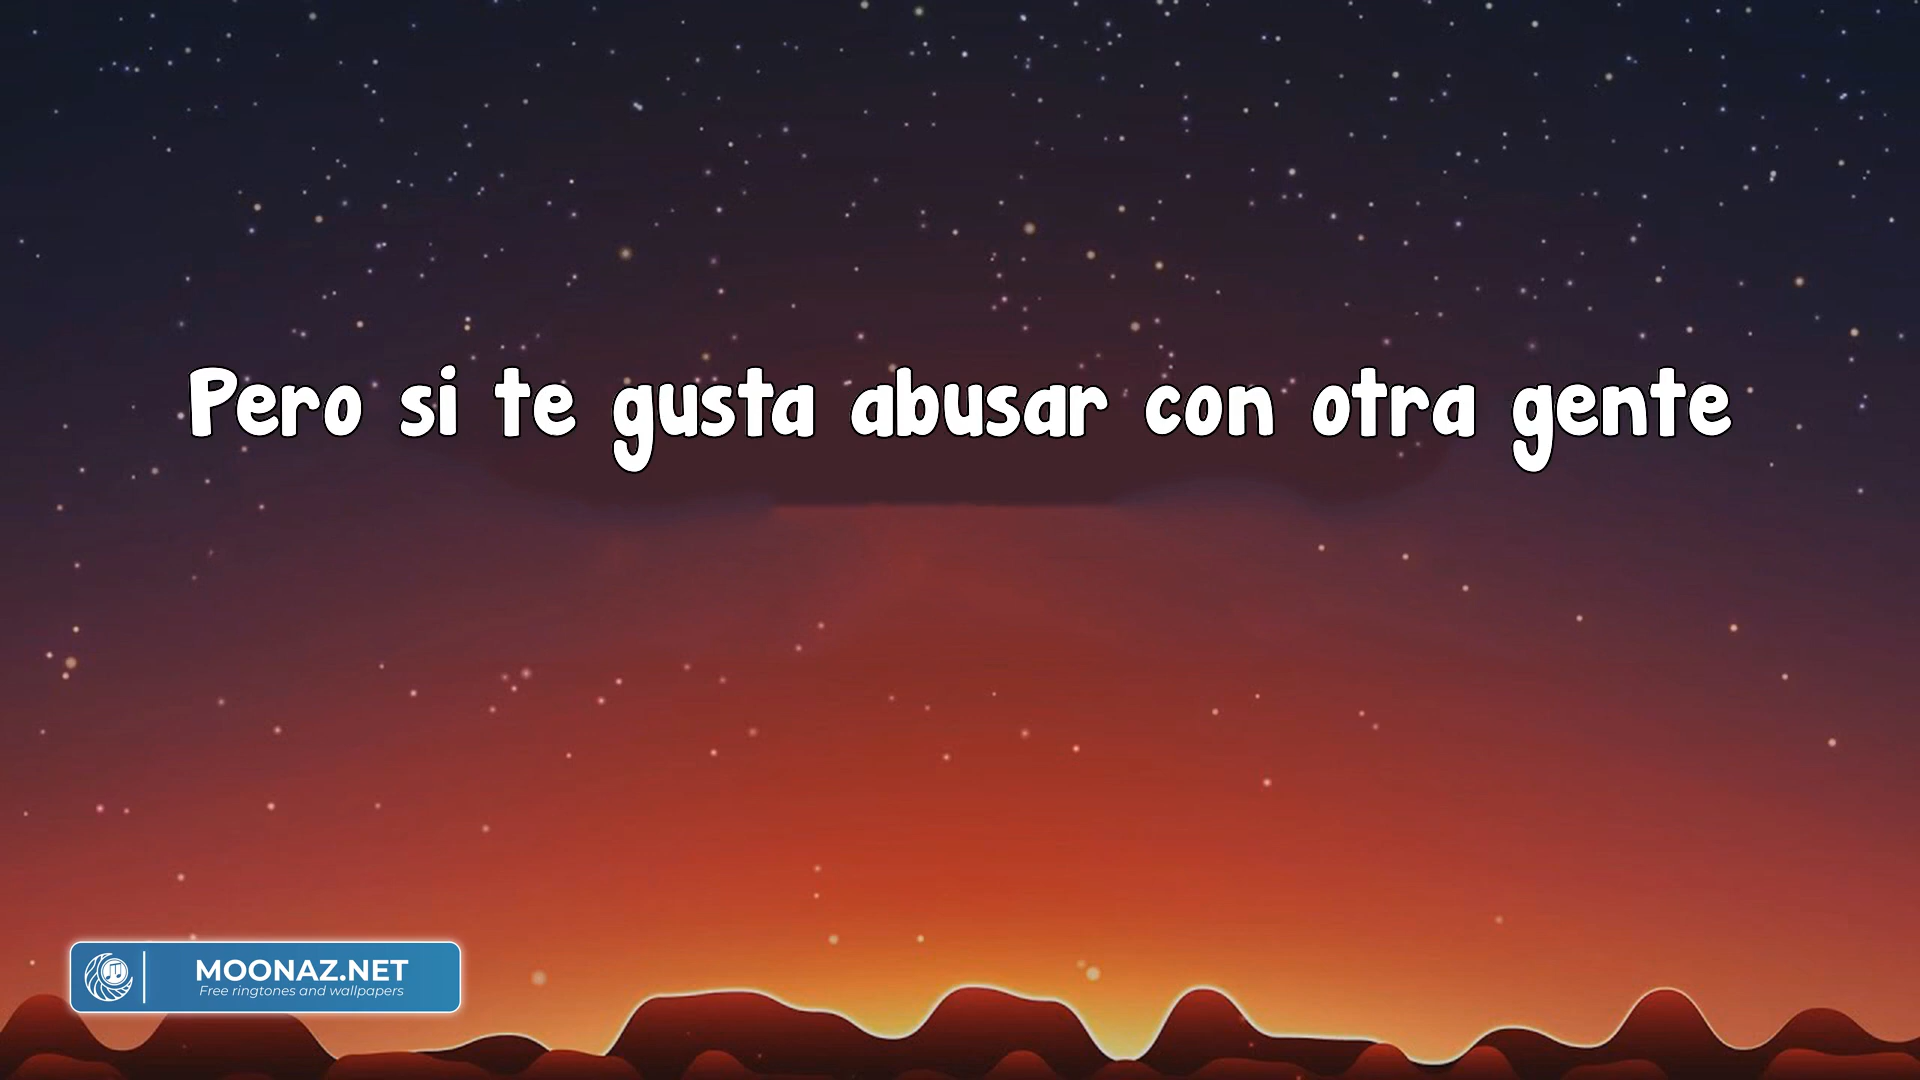 Pero si te gusta abusar con otra gente
MOONAZ.NET
Free ringtones and wallpapers